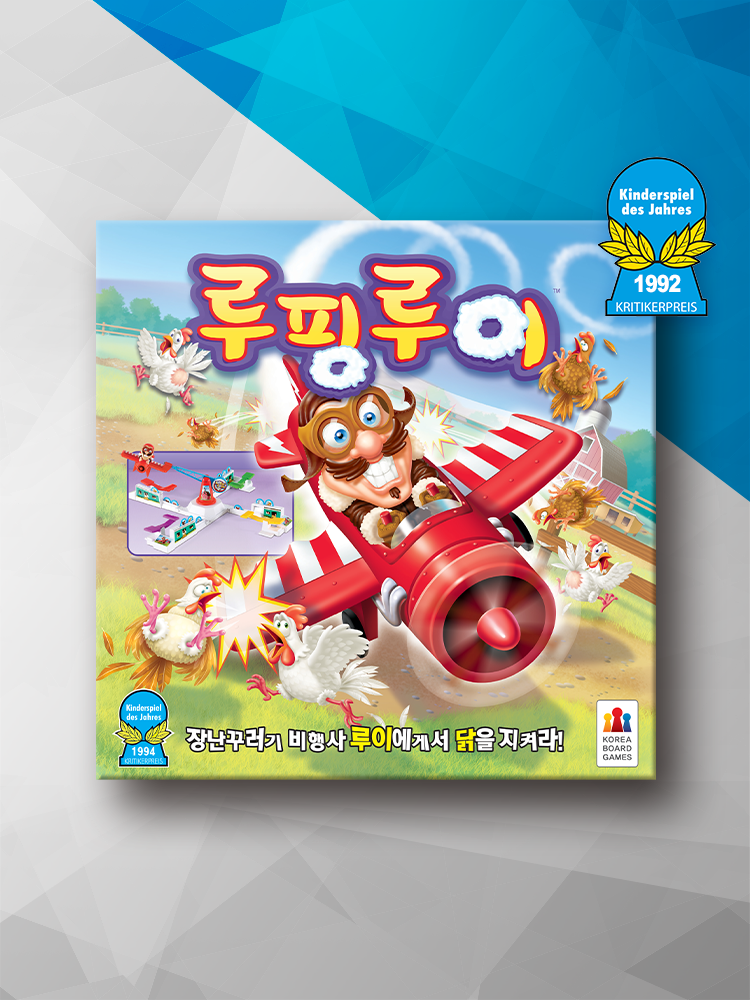 Kinderspiel
des Jahres
1992
KRITIKERPREIS
루핑루이
TM
Kinderspiel
des Jahres
1994
KRITIKERPREIS
장난꾸러기 비행사 루이에게서 닭을 지켜라!
KOREA
BOARD
GAMES